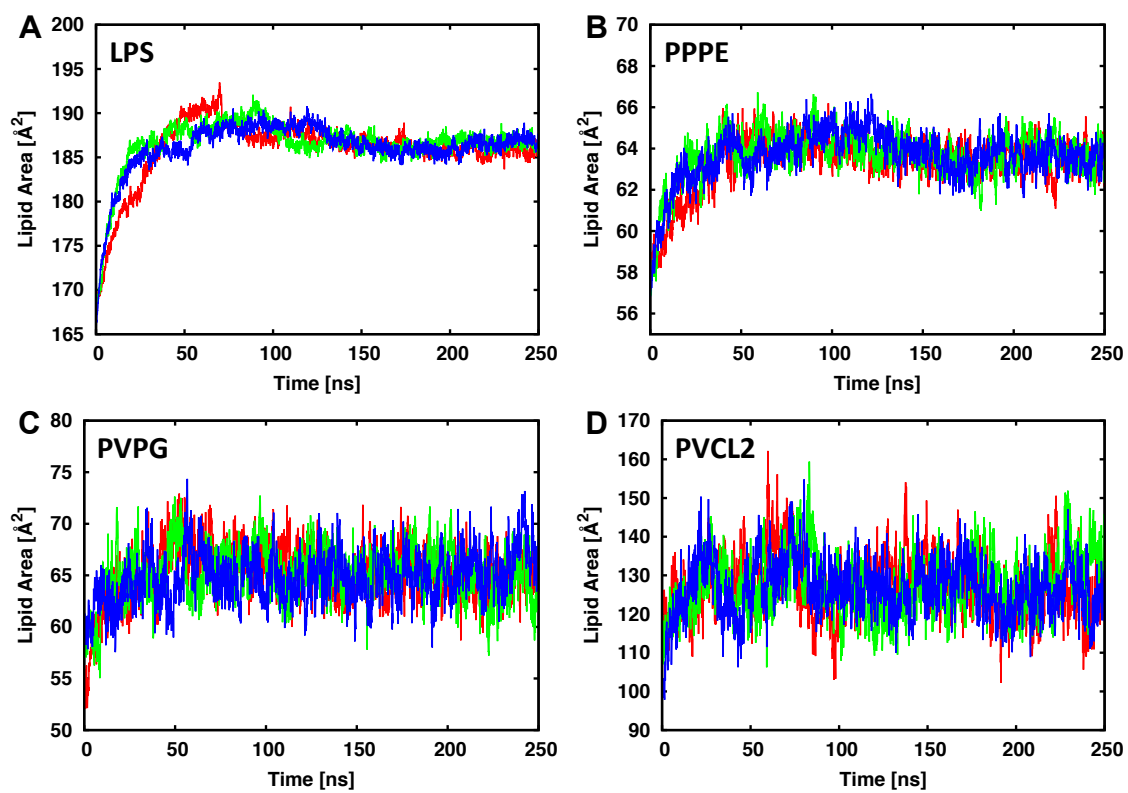 A
LPS
Lipid Area [Å²]
200
195
190
185
180
175
170
165
0 50 100 150 200 250
Time [ns]
B
PPPE
Lipid Area [Å²]
70
68
66
64
62
60
58
56
0 50 100 150 200 250
Time [ns]
C
PVPG
Lipid Area [Å²]
80
75
70
65
60
55
50
0 50 100 150 200 250
Time [ns]
D
PVCL2
Lipid Area [Å²]
170
160
150
140
130
120
110
100
90
0 50 100 150 200 250
Time [ns]